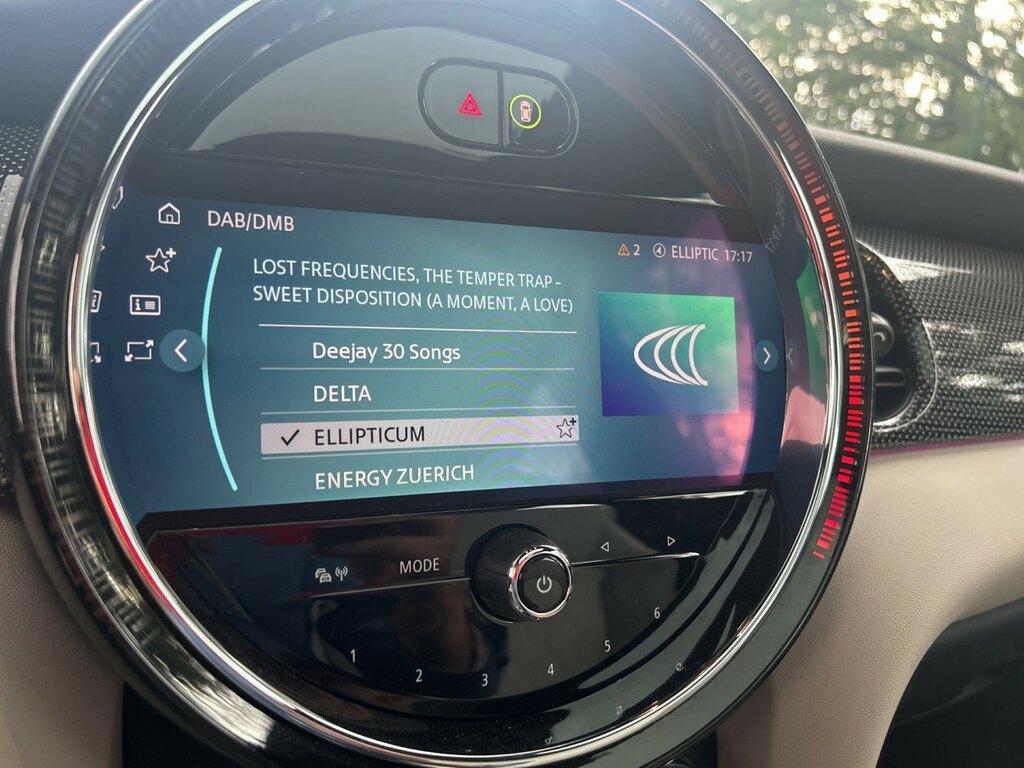 DAB/DMB
2 ELLIPTIC 17:17
LOST FREQUENCIES, THE TEMPER TRAP -
SWEET DISPOSITION (A MOMENT, A LOVE)
Deejay 30 Songs
DELTA
ELLIPTICUM
ENERGY ZUERICH
MODE
1 2 3 4 5 6